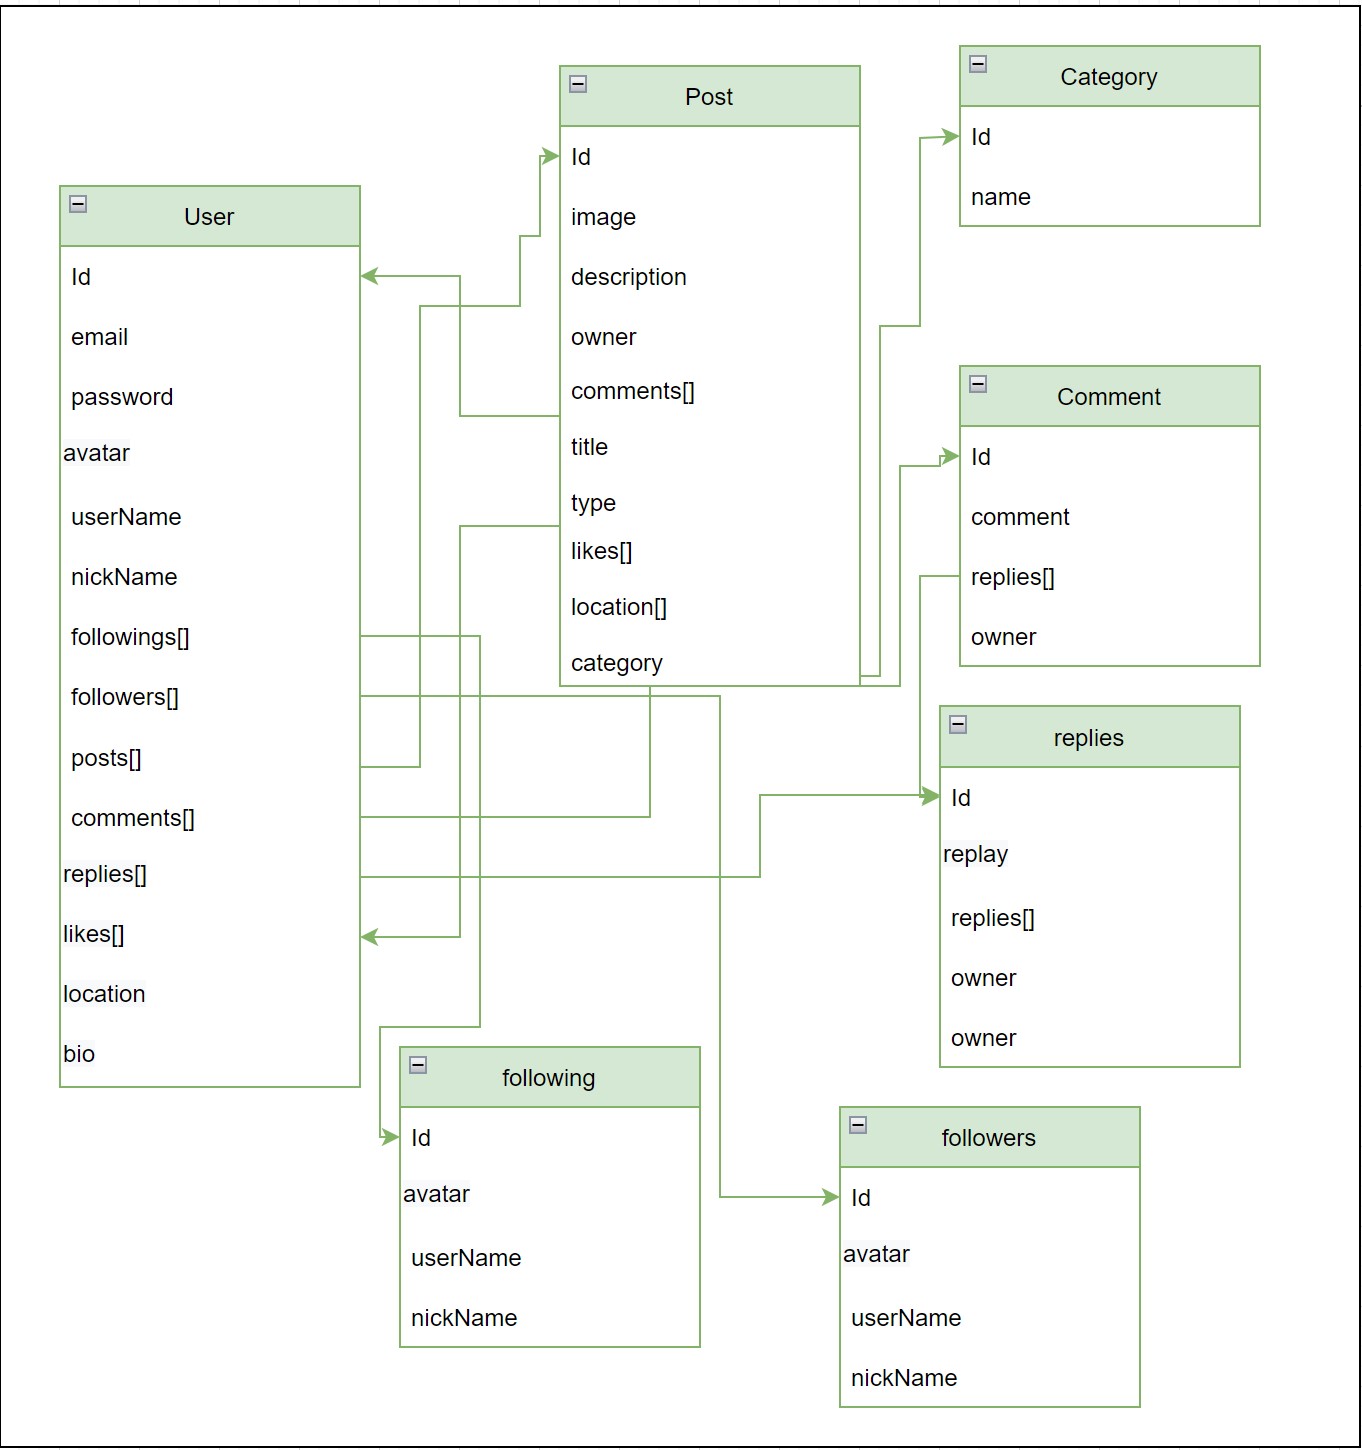 User
Id
email
password
avatar
userName
nickName
followings[]
followers[]
posts[]
comments[]
replies[]
likes[]
location
bio
Post
Id
image
description
owner
comments[]
title
type
likes[]
location[]
category
Category
Id
name
Comment
Id
comment
replies[]
owner
replies
Id
replay
replies[]
owner
owner
following
Id
avatar
userName
nickName
followers
Id
avatar
userName
nickName